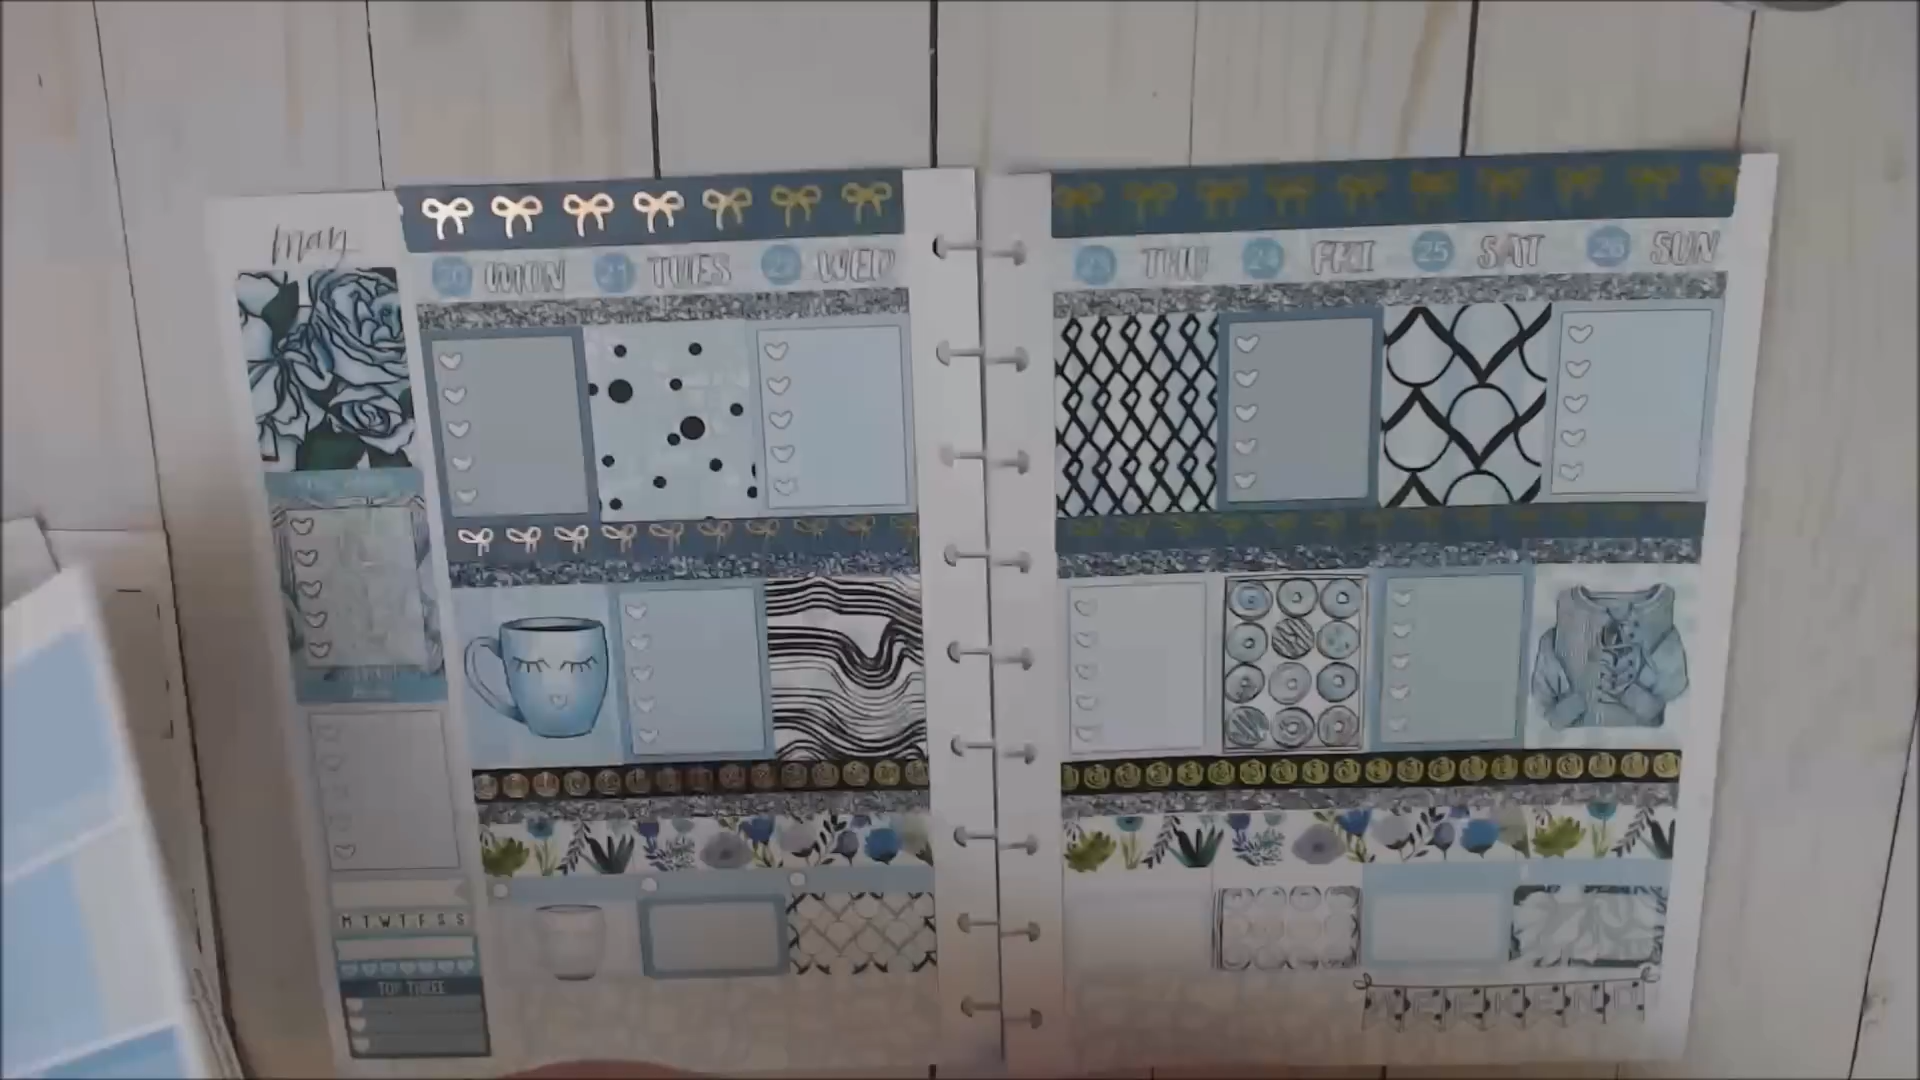 may
20 MON 21 TUES 22 WED
23 THU 24 FRI 25 SAT 26 SUN
M T W T F S S
TOP THREE
WEEKEND